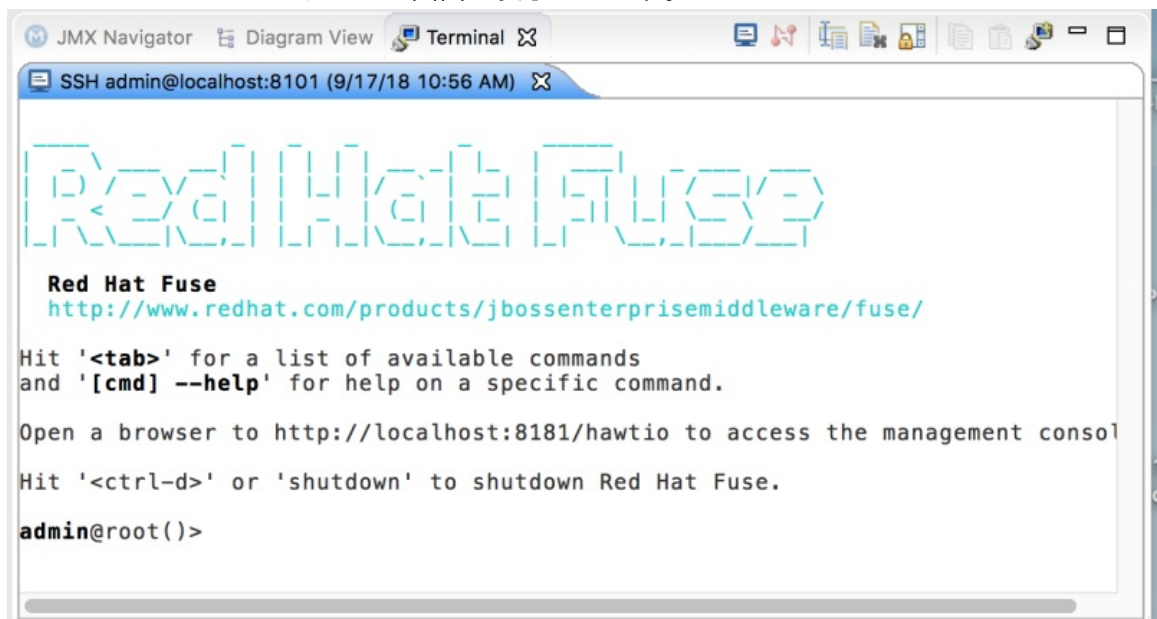 JMX Navigator Diagram View Terminal
SSH admin@localhost:8101 (9/17/18 10:56 AM)
Red Hat Fuse
Red Hat Fuse
http://www.redhat.com/products/jbossenterprisemiddleware/fuse/
Hit '<tab>' for a list of available commands
and '[cmd] --help' for help on a specific command.
Open a browser to http://localhost:8181/hawtio to access the management consol
Hit '<ctrl-d>' or 'shutdown' to shutdown Red Hat Fuse.
admin@root()>